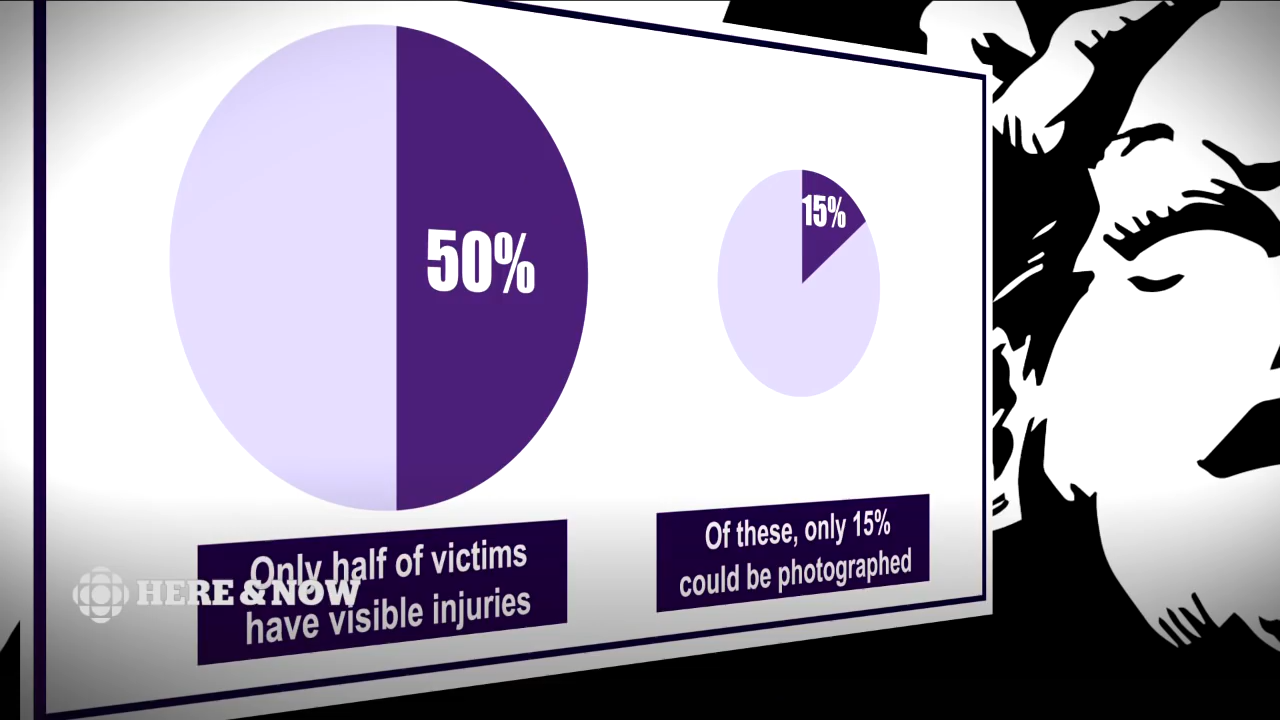 50%
15%
Only half of victims
have visible injuries
Of these, only 15%
could be photographed
HERE & NOW